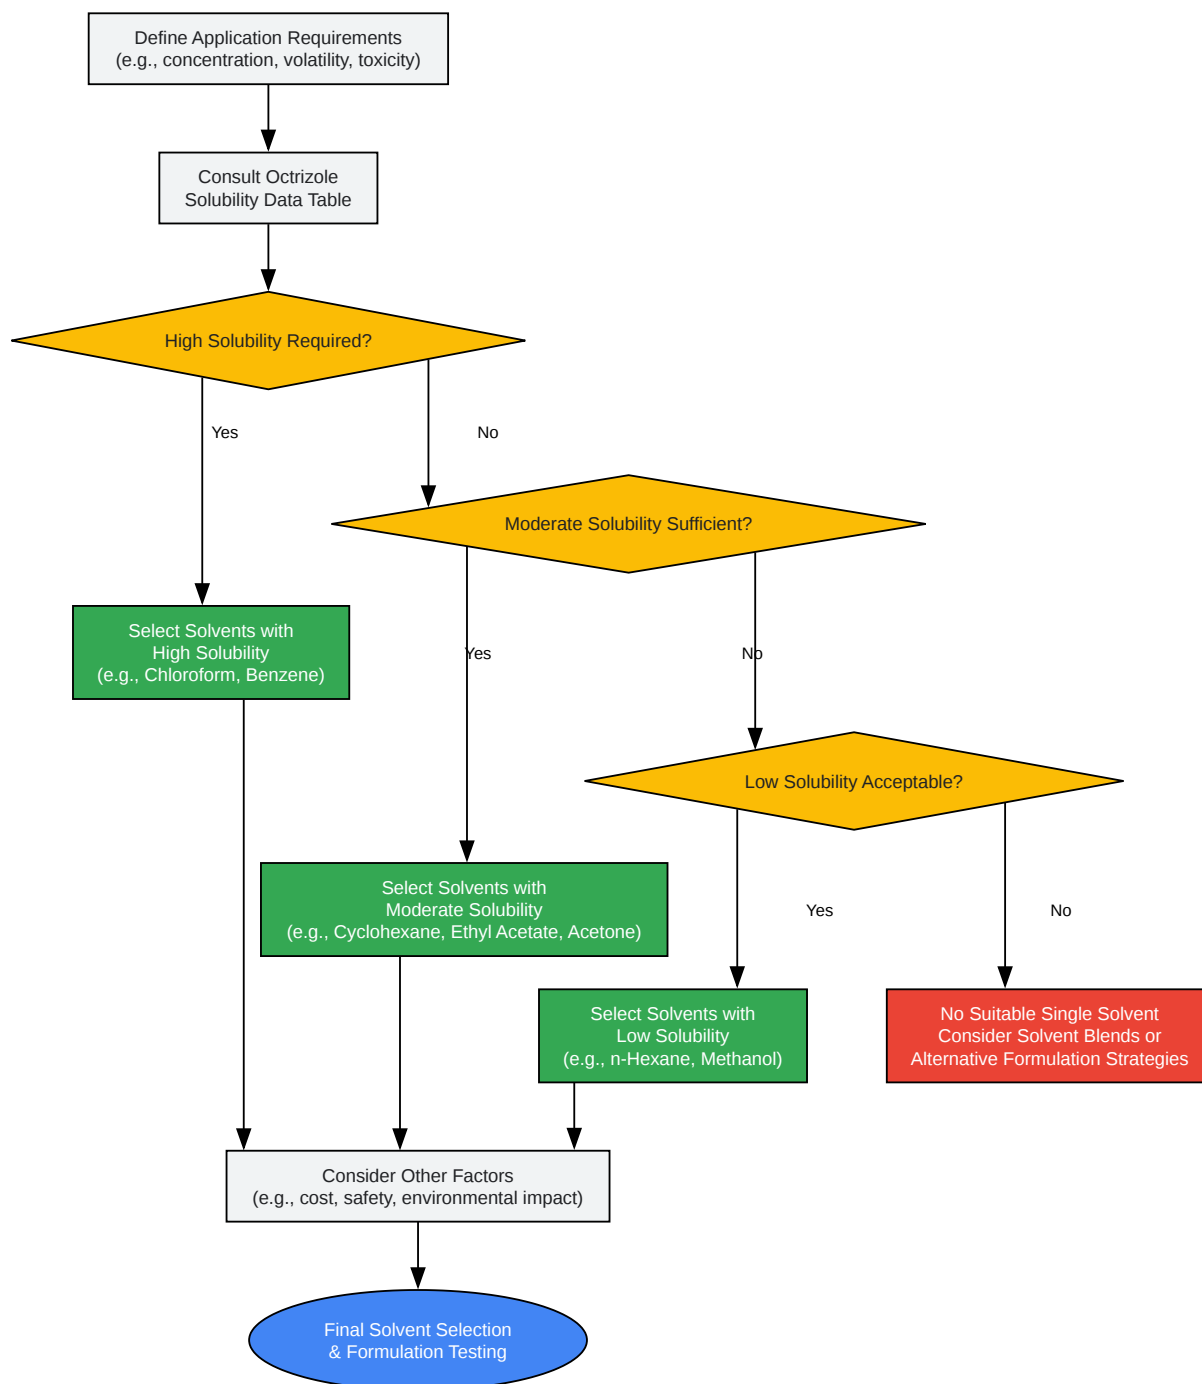 Define Application Requirements
(e.g., concentration, volatility, toxicity)
Consult Octrizole
Solubility Data Table
High Solubility Required?
Yes
No
Moderate Solubility Sufficient?
Select Solvents with
High Solubility
(e.g., Chloroform, Benzene)
Yes
No
Low Solubility Acceptable?
Select Solvents with
Moderate Solubility
(e.g., Cyclohexane, Ethyl Acetate, Acetone)
Yes
No
Select Solvents with
Low Solubility
(e.g., n-Hexane, Methanol)
No Suitable Single Solvent
Consider Solvent Blends or
Alternative Formulation Strategies
Consider Other Factors
(e.g., cost, safety, environmental impact)
Final Solvent Selection
& Formulation Testing